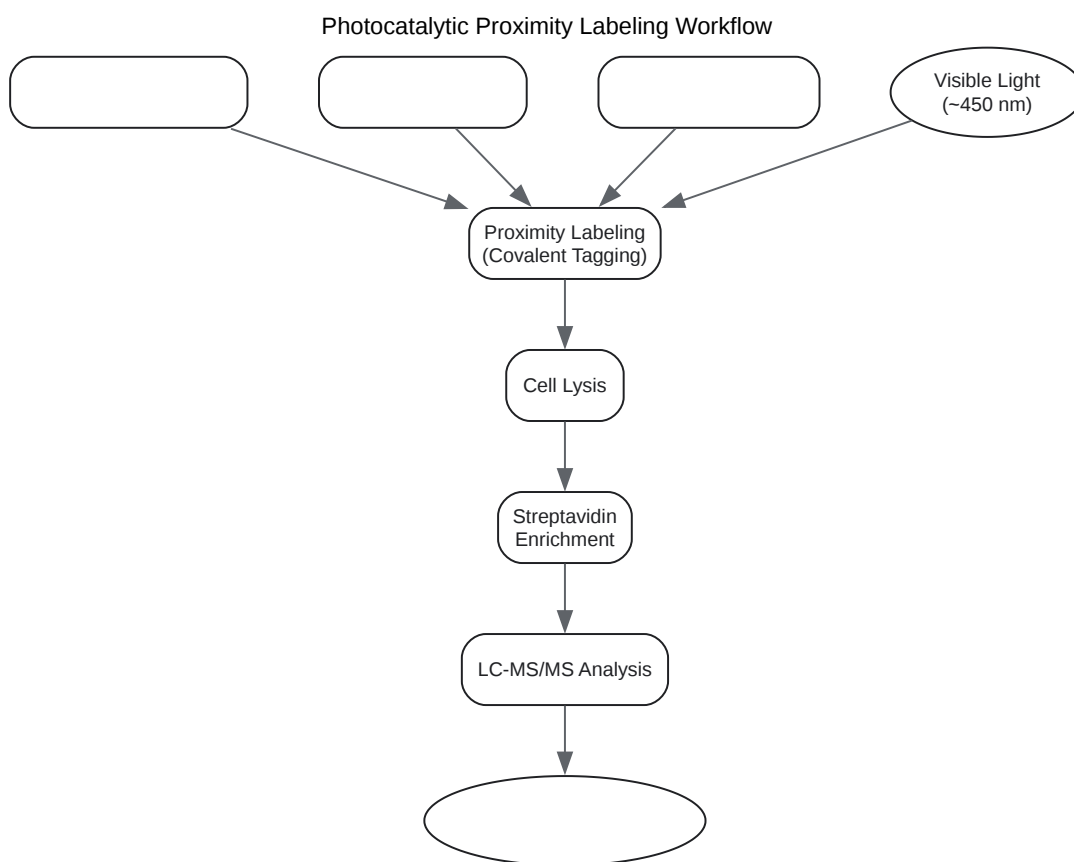 Photocatalytic Proximity Labeling Workflow
Visible Light
(~450 nm)
Proximity Labeling
(Covalent Tagging)
Cell Lysis
Streptavidin
Enrichment
LC-MS/MS Analysis